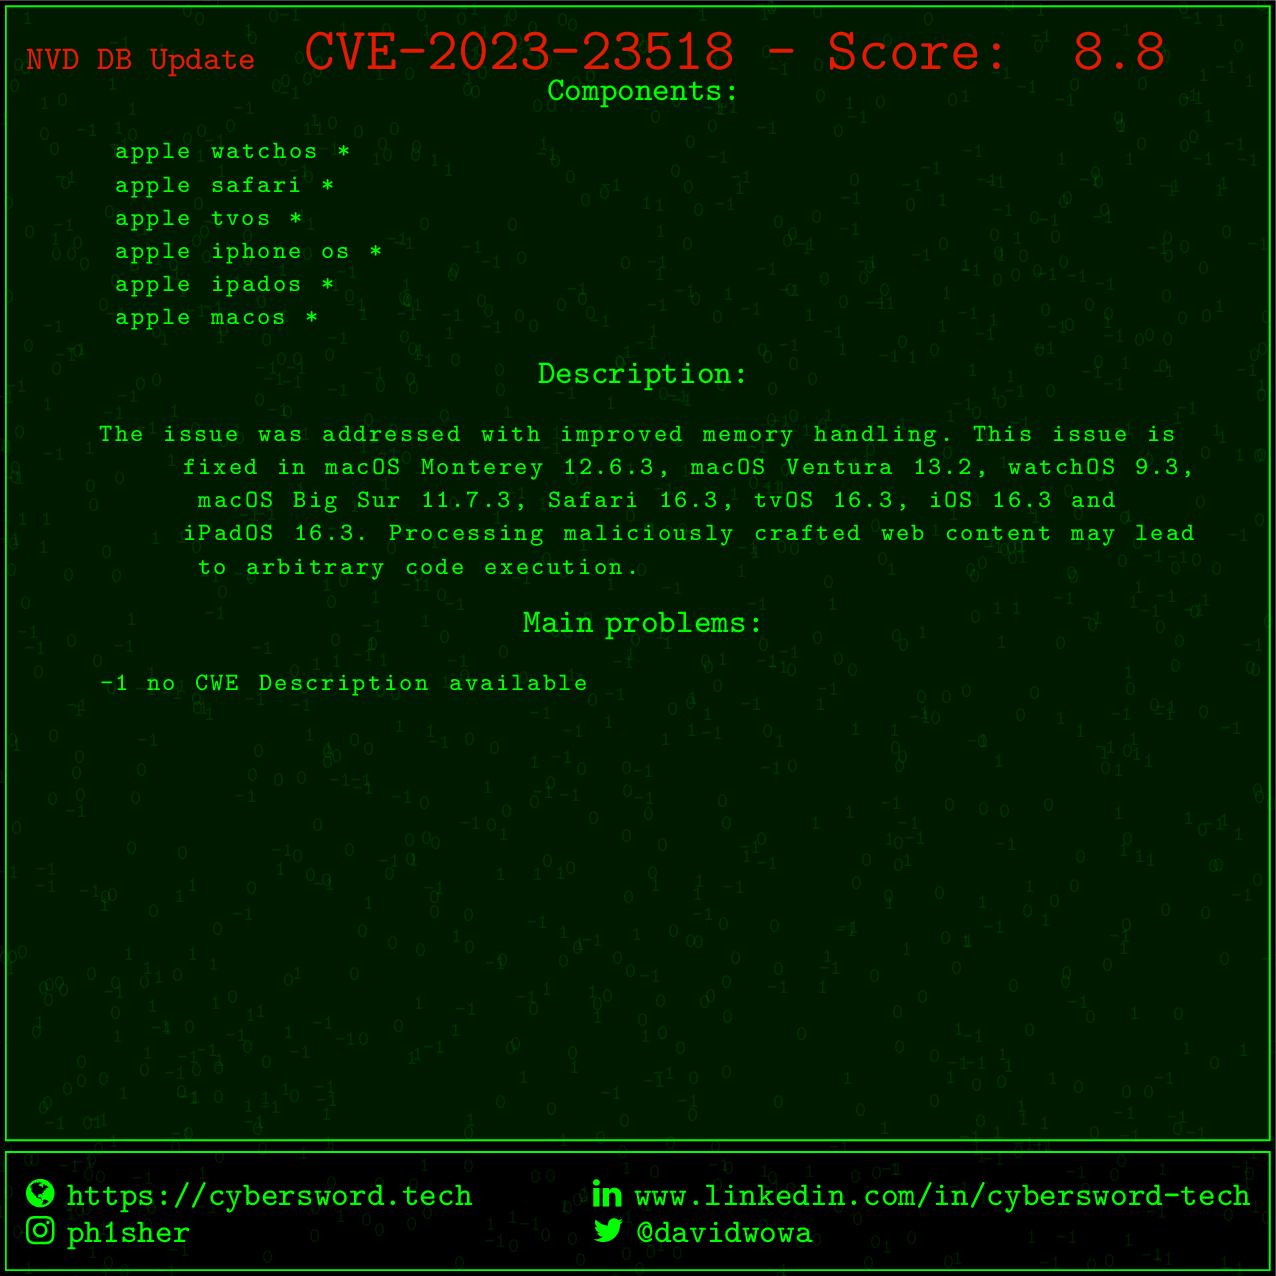 NVD DB Update CVE-2023-23518 - Score: 8.8
Components:
apple watchos *
apple safari *
apple tvos *
apple iphone os *
apple ipados *
apple macos *
Description:
The issue was addressed with improved memory handling. This issue is
fixed in macOS Monterey 12.6.3, macOS Ventura 13.2, watchOS 9.3,
macOS Big Sur 11.7.3, Safari 16.3, tvOS 16.3, iOS 16.3 and
iPadOS 16.3. Processing maliciously crafted web content may lead
to arbitrary code execution.
Main problems:
-1 no CWE Description available
https://cybersword.tech
www.linkedin.com/in/cybersword-tech
ph1sher
@davidwowa